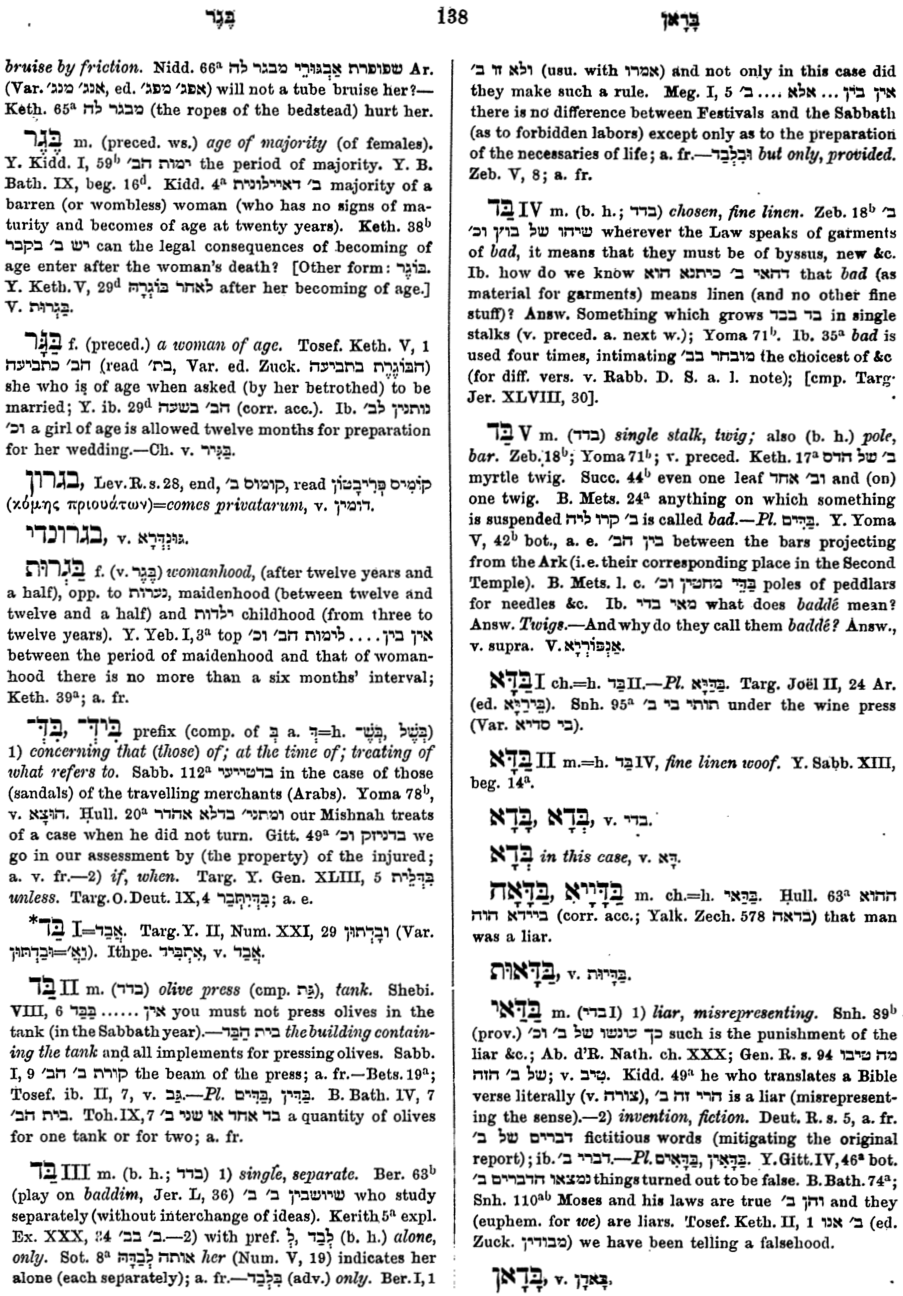 בֶּגֶר
138
בָּרָאן
bruise by friction. Nidd. 66ª שפופרת אַבְגּוּרֵי מבגר לה Ar.
(Var. אנג׳ מנג׳, ed. אפג׳ מפג׳) will not a tube bruise her?—
Keth. 65ª מבגר לה (the ropes of the bedstead) hurt her.
בֶּגֶר m. (preced. ws.) age of majority (of females).
Y. Kidd. I, 59ᵇ ימות הב׳ the period of majority. Y. B.
Bath. IX, beg. 16ᵈ. Kidd. 4ª ב׳ דאיילונית majority of a
barren (or wombless) woman (who has no signs of ma-
turity and becomes of age at twenty years). Keth. 38ᵇ
יש ב׳ בקבר can the legal consequences of becoming of
age enter after the woman's death? [Other form: בּוֹגֶר.
Y. Keth. V, 29ᵈ לאחר בּוֹגְרָהּ after her becoming of age.]
V. בַּגְרוּת.
בַּגָּר f. (preced.) a woman of age. Tosef. Keth. V, 1
הב׳ כתביעה (read בת׳, Var. ed. Zuck. הבּוֹגֶרֶת בתביעה)
she who is of age when asked (by her betrothed) to be
married; Y. ib. 29ᵈ הב׳ בשעה (corr. acc.). Ib. נותנין לב׳
וכ׳ a girl of age is allowed twelve months for preparation
for her wedding.—Ch. v. בַּגִּיר.
בגרון, Lev. R. s. 28, end, קומוס ב׳, read קוֹמִיס פְּרִיבָטוֹן
(κόμης πριουάτων)=comes privatarum, v. דומין.
בגרונדי, v. גּוּנְדְּרָא.
בַּגְרוּת f. (v. בֶּגֶר) womanhood, (after twelve years and
a half), opp. to נערות, maidenhood (between twelve and
twelve and a half) and ילדות childhood (from three to
twelve years). Y. Yeb. I, 3ª top אין בין.... לימות הב׳ וכ׳
between the period of maidenhood and that of woman-
hood there is no more than a six months' interval;
Keth. 39ª; a. fr.
בִּידְ־, בִּדְ־ prefix (comp. of בְּ a. דְּ=h. בְּשֶׁ־, בְּשֶׁל)
1) concerning that (those) of; at the time of; treating of
what refers to. Sabb. 112ª בדטייעי in the case of those
(sandals) of the travelling merchants (Arabs). Yoma 78ᵇ,
v. הוּצָא. Ḥull. 20ª ומתני׳ בדלא אהדר our Mishnah treats
of a case when he did not turn. Gitt. 49ª בדניזק וכ׳ we
go in our assessment by (the property) of the injured;
a. v. fr.—2) if, when. Targ. Y. Gen. XLIII, 5 בִּדְלֵית
unless. Targ. O. Deut. IX, 4 בְּדְיִתְּבַר; a. e.
*בַּד I=אֲבַד. Targ. Y. II, Num. XXI, 29 ובָדְתּוּן (Var.
וַאֲ׳=וּבַדְתּוּן). Ithpe. אִתְבִּיד, v. אֲבַד.
בַּד II m. (בדד) olive press (cmp. גַּת), tank. Shebi.
VIII, 6 אין ...... בַּבַּד you must not press olives in the
tank (in the Sabbath year).—בית הַבַּד the building contain-
ing the tank and all implements for pressing olives. Sabb.
I, 9 קורת ב׳ הב׳ the beam of the press; a. fr.—Bets. 19ª;
Tosef. ib. II, 7, v. גַּב.—Pl. בַּדִּים, בַּדִּין. B. Bath. IV, 7
בית הב׳. Toh. IX, 7 בד אחד או שני ב׳ a quantity of olives
for one tank or for two; a. fr.
בַּד III m. (b. h.; בדד) 1) single, separate. Ber. 63ᵇ
(play on baddim, Jer. L, 36) שיושבין ב׳ ב׳ who study
separately (without interchange of ideas). Kerith. 5ª expl.
Ex. XXX, 34 ב׳ בב׳.—2) with pref. לְ, לְבַד (b. h.) alone,
only. Sot. 8ª אותה לְבַדָּהּ her (Num. V, 19) indicates her
alone (each separately); a. fr.—בִּלְבַד (adv.) only. Ber. I, 1
ולא זו ב׳ (usu. with אמרו) and not only in this case did
they make such a rule. Meg. I, 5 אין בין ... אלא .... ב׳
there is no difference between Festivals and the Sabbath
(as to forbidden labors) except only as to the preparation
of the necessaries of life; a. fr.—וּבִלְבַד but only, provided.
Zeb. V, 8; a. fr.
בַּד IV m. (b. h.; בדד) chosen, fine linen. Zeb. 18ᵇ ב׳
שיהו של בוץ וכ׳ wherever the Law speaks of garments
of bad, it means that they must be of byssus, new &c.
Ib. how do we know דהאי ב׳ כיתנא הוא that bad (as
material for garments) means linen (and no other fine
stuff)? Answ. Something which grows בד בבד in single
stalks (v. preced. a. next w.); Yoma 71ᵇ. Ib. 35ª bad is
used four times, intimating מובחר בב׳ the choicest of &c
(for diff. vers. v. Rabb. D. S. a. l. note); [cmp. Targ.
Jer. XLVIII, 30].
בַּד V m. (בדד) single stalk, twig; also (b. h.) pole,
bar. Zeb. 18ᵇ; Yoma 71ᵇ; v. preced. Keth. 17ª ב׳ של הדס
myrtle twig. Succ. 44ᵇ even one leaf וב׳ אחד and (on)
one twig. B. Mets. 24ª anything on which something
is suspended ב׳ קרו ליה is called bad.—Pl. בַּדִּים. Y. Yoma
V, 42ᵇ bot., a. e. בין הב׳ between the bars projecting
from the Ark (i. e. their corresponding place in the Second
Temple). B. Mets. l. c. בַּדֵּי מחטין וכ׳ poles of peddlars
for needles &c. Ib. מאי בדי what does baddé mean?
Answ. Twigs.—And why do they call them baddé? Answ.,
v. supra. V. אַנְפּוֹרְיָא.
בַּדָּא I ch.=h. בַּד II.—Pl. בַּדַּיָּא. Targ. Joël II, 24 Ar.
(ed. בֵּירַיָּא). Snh. 95ª תותי בי ב׳ under the wine press
(Var. בי סדיא).
בַּדָּא II m.=h. בַּד IV, fine linen woof. Y. Sabb. XIII,
beg. 14ª.
בְּדָא, בָּדָא, v. בדי.
בְּדָא in this case, v. דָּא.
בַּדָּיְיא, בַּדָּאָה m. ch.=h. בַּדַּאי. Ḥull. 63ª ההוא
ביידא הוה (corr. acc.; Yalk. Zech. 578 בדאה) that man
was a liar.
בַּדָּאוּת, v. בַּדָּיוּת.
בַּדַּאי m. (בדי I) 1) liar, misrepresenting. Snh. 89ᵇ
(prov.) כך עונשו של ב׳ וכ׳ such is the punishment of the
liar &c.; Ab. d'R. Nath. ch. XXX; Gen. R. s. 94 מה טיבו
של ב׳ הזה; v. טִיב. Kidd. 49ª he who translates a Bible
verse literally (v. צורה), הרי זה ב׳ is a liar (misrepresent-
ing the sense).—2) invention, fiction. Deut. R. s. 5, a. fr.
דברים של ב׳ fictitious words (mitigating the original
report); ib. דברי ב׳.—Pl. בַּדָּאִים, בַּדָּאִין. Y. Gitt. IV, 46ª bot.
נמצאו הדברים ב׳ things turned out to be false. B. Bath. 74ª;
Snh. 110ªᵇ Moses and his laws are true והן ב׳ and they
(euphem. for we) are liars. Tosef. Keth. II, 1 ב׳ אנו (ed.
Zuck. מבודין) we have been telling a falsehood.
בָּדָאן, v. בָּאדָן.